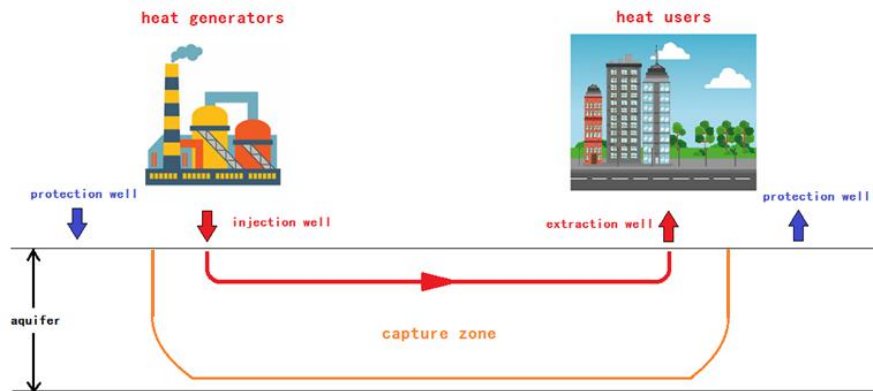 heat generators
heat users
protection well
injection well
extraction well
protection well
aquifer
capture zone